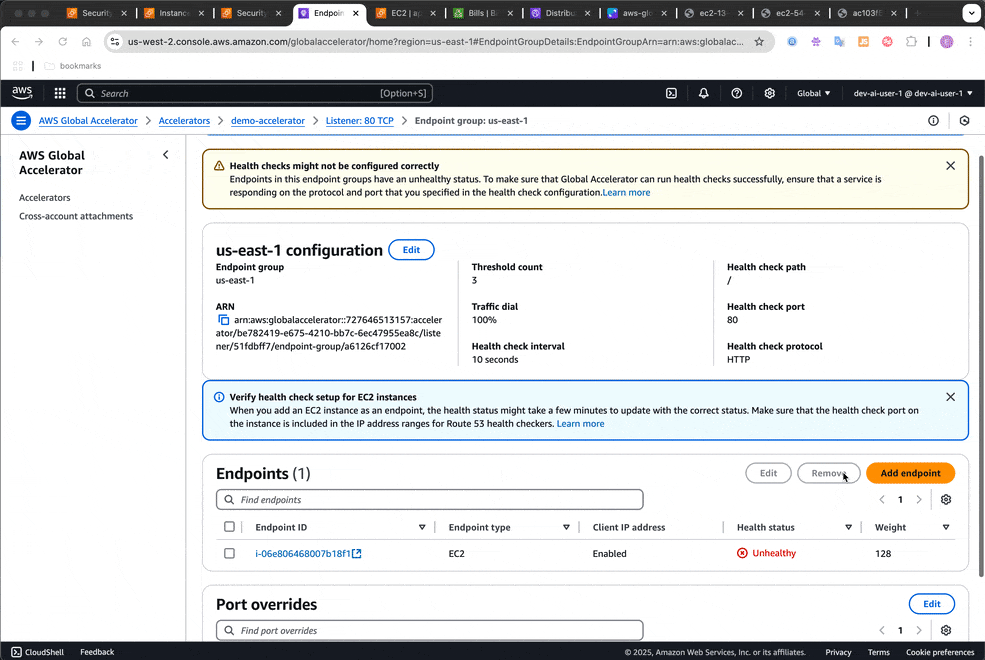 Security
Instanc
Security
Endpoin
EC2 | ap
Bills | Bi
Distribu
aws-glo
ec2-13
ec2-54
ac103f5
us-west-2.console.aws.amazon.com/globalaccelerator/home?region=us-east-1#EndpointGroupDetails:EndpointGroupArn=arn:aws:globalac...
bookmarks
aws
Search
[Option+S]
Global
dev-ai-user-1 @ dev-ai-user-1
AWS Global Accelerator > Accelerators > demo-accelerator > Listener: 80 TCP > Endpoint group: us-east-1
AWS Global
Accelerator
Accelerators
Cross-account attachments
Health checks might not be configured correctly
Endpoints in this endpoint groups have an unhealthy status. To make sure that Global Accelerator can run health checks successfully, ensure that a service is
responding on the protocol and port that you specified in the health check configuration.Learn more
us-east-1 configuration
Edit
Endpoint group
us-east-1
ARN
arn:aws:globalaccelerator::727646513157:acceler
ator/be782419-e675-4210-bb7c-6ec47955ea8c/liste
ner/51fdbff7/endpoint-group/a6126cf17002
Threshold count
3
Traffic dial
100%
Health check interval
10 seconds
Health check path
/
Health check port
80
Health check protocol
HTTP
Verify health check setup for EC2 instances
When you add an EC2 instance as an endpoint, the health status might take a few minutes to update with the correct status. Make sure that the health check port on
the instance is included in the IP address ranges for Route 53 health checkers. Learn more
Endpoints (1)
Edit
Remove
Add endpoint
Find endpoints
1
Endpoint ID
Endpoint type
Client IP address
Health status
Weight
i-06e806468007b18f1
EC2
Enabled
Unhealthy
128
Port overrides
Edit
Find port overrides
1
CloudShell
Feedback
© 2025, Amazon Web Services, Inc. or its affiliates.
Privacy
Terms
Cookie preferences